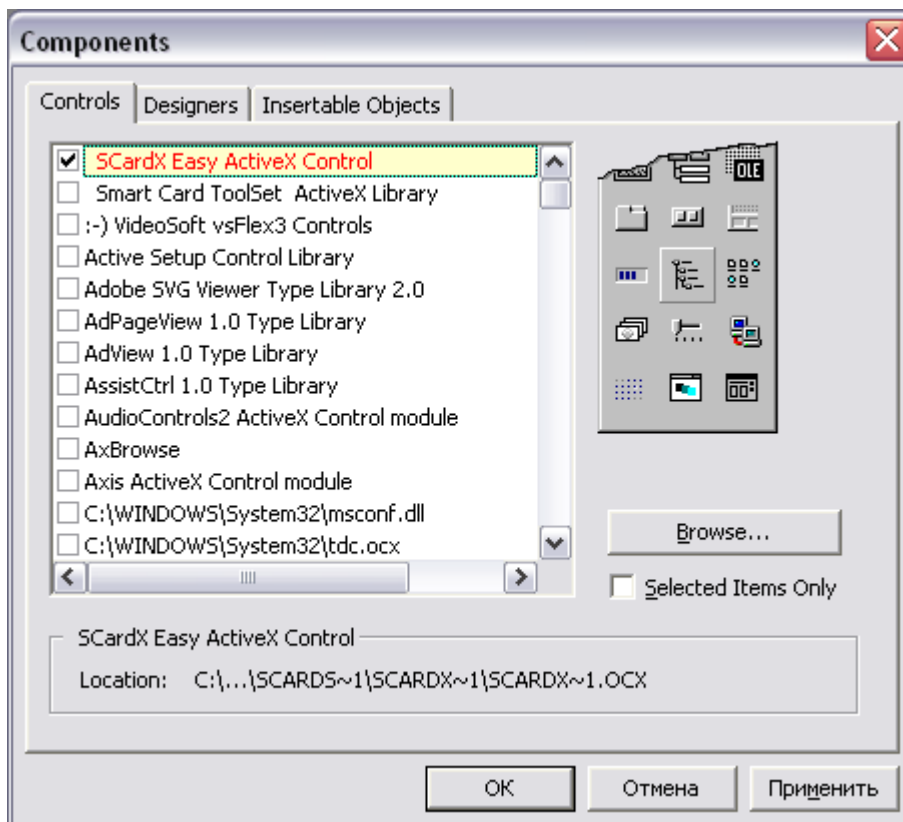 Components
Controls Designers Insertable Objects
SCardX Easy ActiveX Control
Smart Card ToolSet ActiveX Library
:-) VideoSoft vsFlex3 Controls
Active Setup Control Library
Adobe SVG Viewer Type Library 2.0
AdPageView 1.0 Type Library
AdView 1.0 Type Library
AssistCtrl 1.0 Type Library
AudioControls2 ActiveX Control module
AxBrowse
Axis ActiveX Control module
C:\WINDOWS\System32\msconf.dll
C:\WINDOWS\System32\tdc.ocx
OLE
Browse...
Selected Items Only
SCardX Easy ActiveX Control
Location: C:\...\SCARDS~1\SCARDX~1\SCARDX~1.OCX
OK Отмена Применить